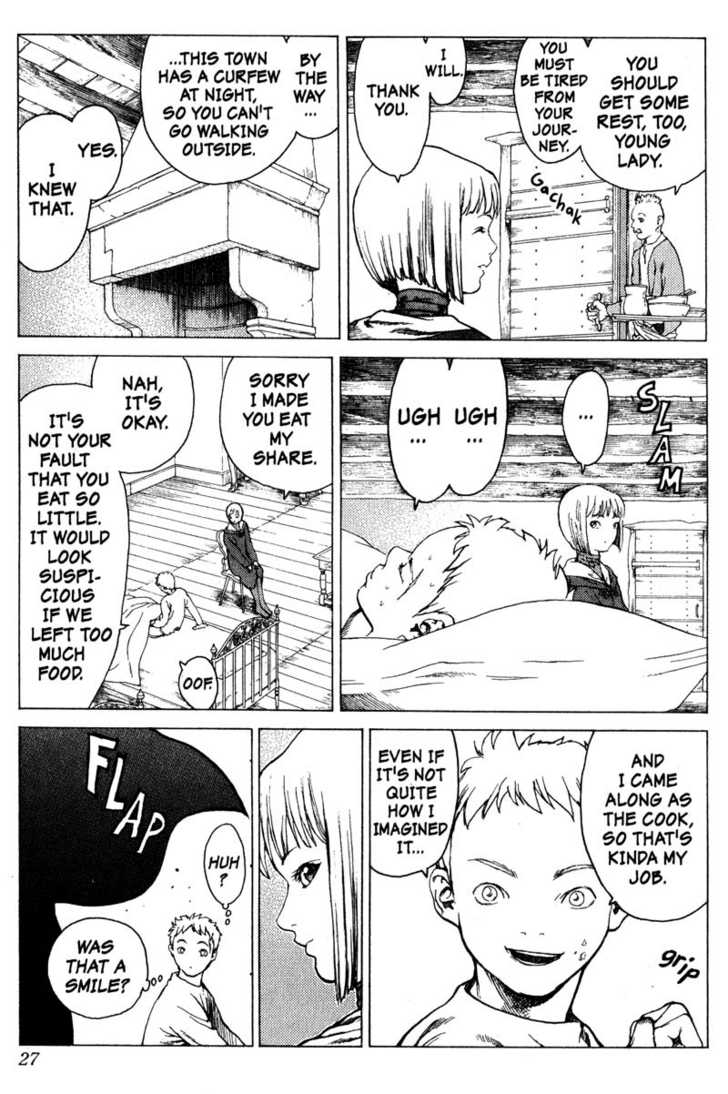 YOU
SHOULD
GET SOME
REST, TOO,
YOUNG
LADY.
YOU
MUST
BE TIRED
FROM
YOUR
JOUR-
NEY.
Gachak
I
WILL.
THANK
YOU.
BY
THE
WAY
...
...THIS TOWN
HAS A CURFEW
AT NIGHT,
SO YOU CAN'T
GO WALKING
OUTSIDE.
YES.
I
KNEW
THAT.
SLAM
...
UGH UGH
... ...
SORRY
I MADE
YOU EAT
MY
SHARE.
NAH,
IT'S
OKAY.
IT'S
NOT YOUR
FAULT
THAT YOU
EAT SO
LITTLE.
IT WOULD
LOOK
SUSPI-
CIOUS
IF WE
LEFT TOO
MUCH
FOOD.
OOF.
AND
I CAME
ALONG AS
THE COOK,
SO THAT'S
KINDA MY
JOB.
EVEN IF
IT'S NOT
QUITE
HOW I
IMAGINED
IT...
grip
FLAP
HUH
?
WAS
THAT A
SMILE?
27